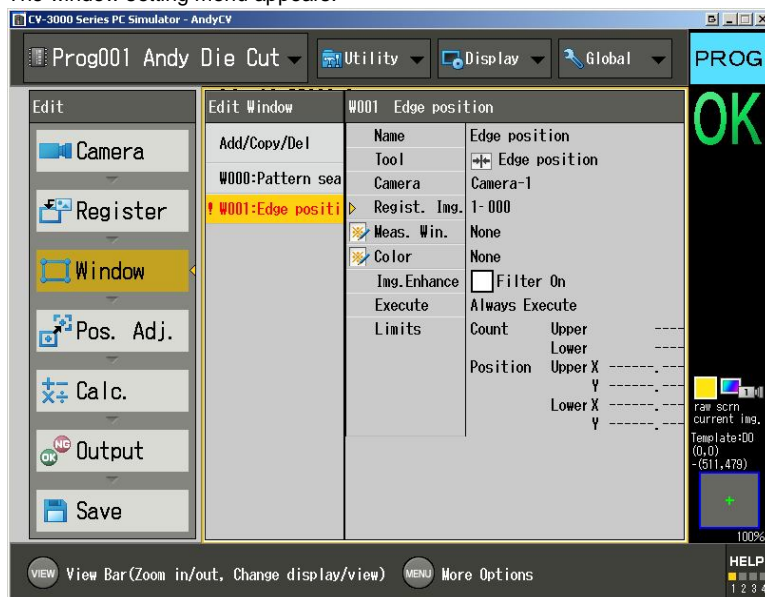 The window setting menu appears.
CV-3000 Series PC Simulator - AndyCV
Prog001 Andy Die Cut
Utility
Display
Global
PROG
OK
Edit
Camera
Register
Window
Pos. Adj.
Calc.
Output
NG
OK
Save
Edit Window
Add/Copy/Del
W000:Pattern sea
! W001:Edge positi
W001 Edge position
Name Edge position
Tool Edge position
Camera Camera-1
Regist. Img. 1-000
Meas. Win. None
Color None
Img.Enhance Filter On
Execute Always Execute
Limits Count Upper ----
Lower ----
Position Upper X ------.---
Y ------.---
Lower X ------.---
Y ------.---
1
raw scrn
current img.
Template:D0
(0,0)
-(511,479)
100%
VIEW View Bar(Zoom in/out, Change display/view) MENU More Options
HELP
1 2 3 4